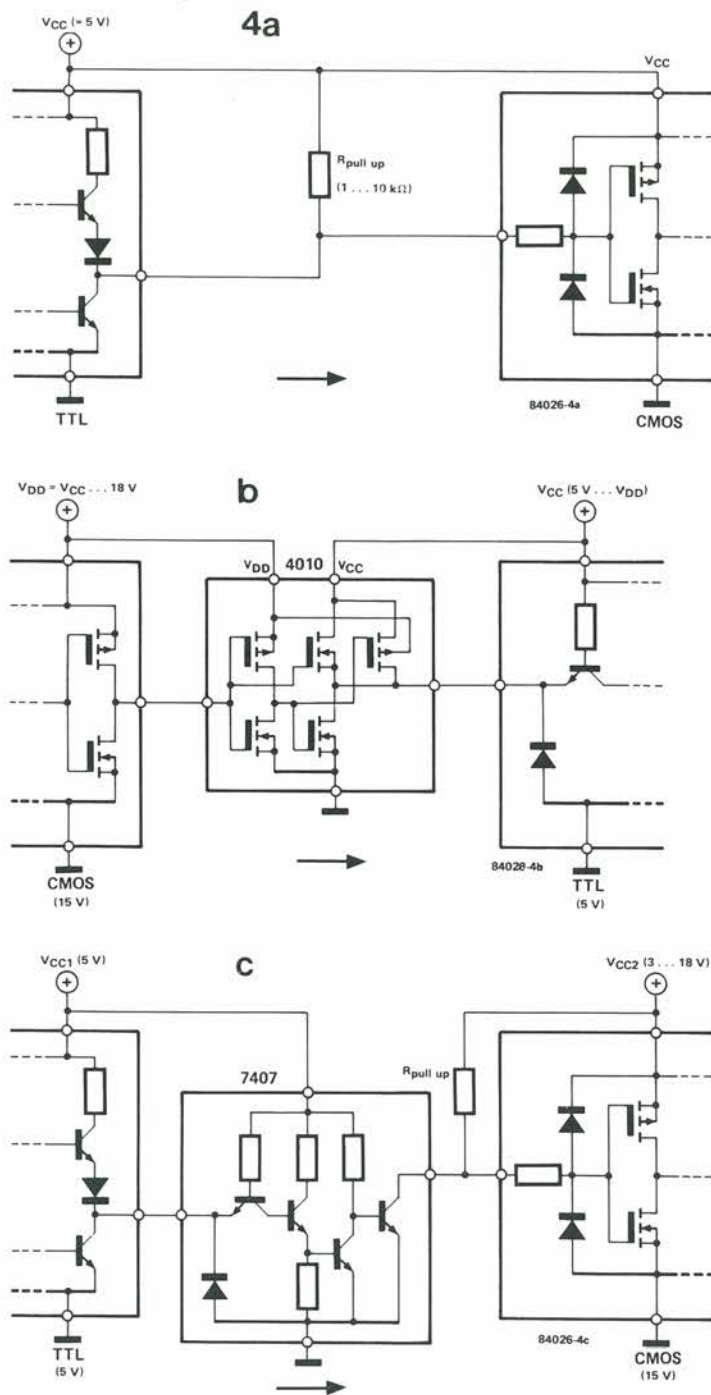 4a
VCC (= 5 V)
VCC
Rpull up
(1 ... 10 kΩ)
84026-4a
TTL
CMOS
b
VDD = VCC ... 18 V
VCC (5 V ... VDD)
VDD 4010 VCC
84028-4b
CMOS
(15 V)
TTL
(5 V)
c
VCC1 (5 V)
VCC2 (3 ... 18 V)
7407
Rpull up
84026-4c
TTL
(5 V)
CMOS
(15 V)